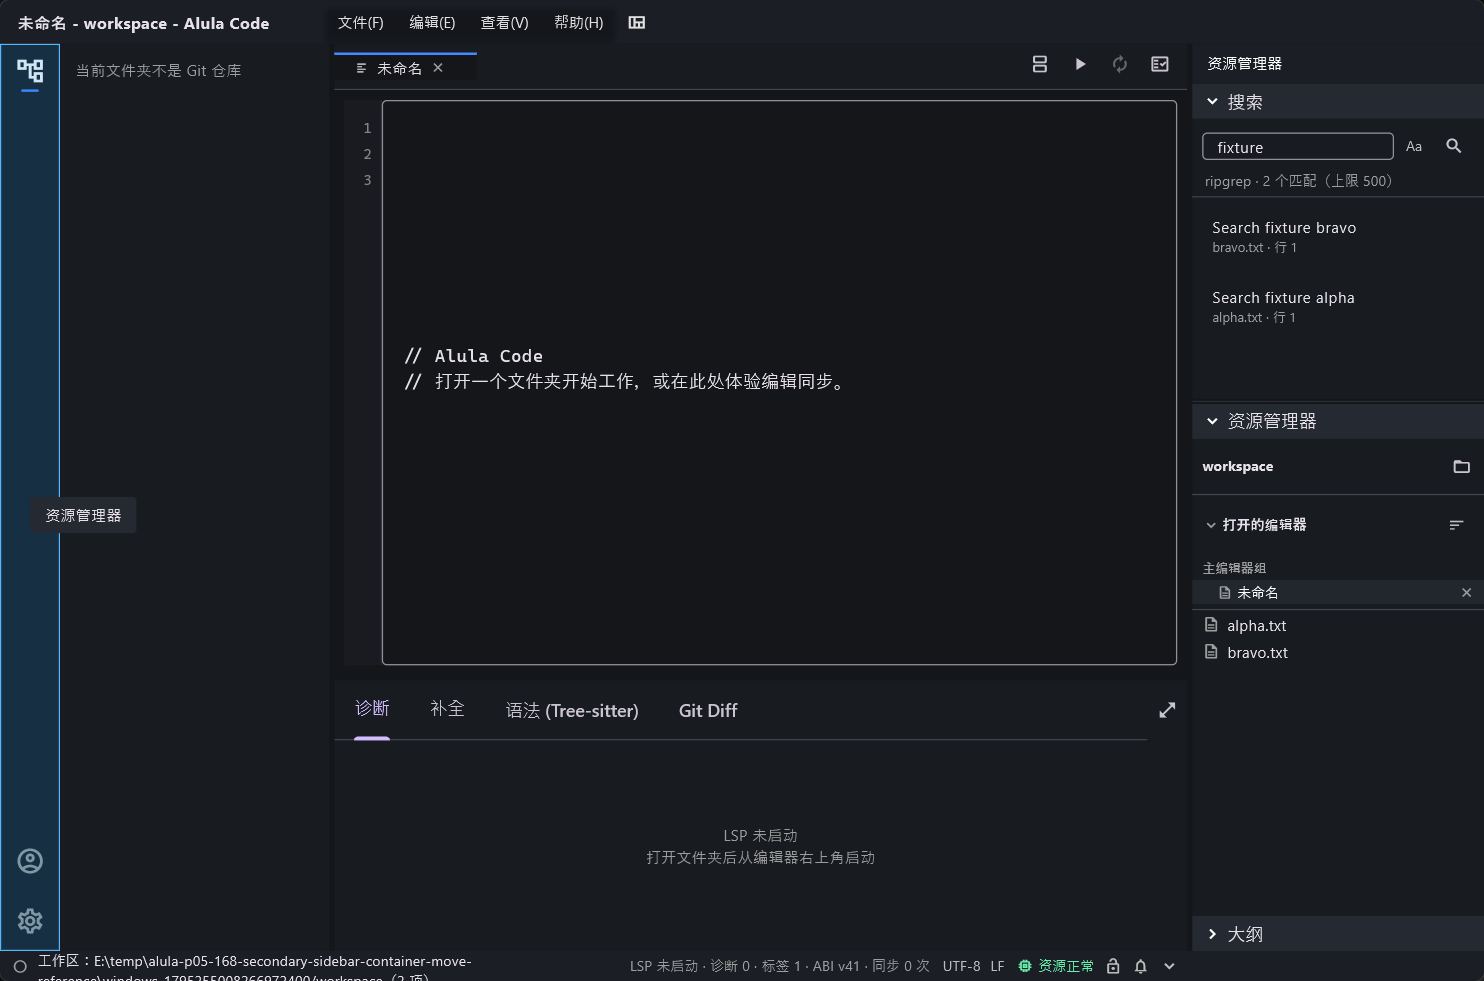 未命名 - workspace - Alula Code
文件(F) 编辑(E) 查看(V) 帮助(H)
当前文件夹不是 Git 仓库
未命名
1
2
3
// Alula Code
// 打开一个文件夹开始工作，或在此处体验编辑同步。
资源管理器
诊断 补全 语法 (Tree-sitter) Git Diff
LSP 未启动
打开文件夹后从编辑器右上角启动
资源管理器
搜索
fixture Aa
ripgrep · 2 个匹配（上限 500）
Search fixture bravo
bravo.txt · 行 1
Search fixture alpha
alpha.txt · 行 1
资源管理器
workspace
打开的编辑器
主编辑器组
未命名
alpha.txt
bravo.txt
大纲
工作区：E:\temp\alula-p05-168-secondary-sidebar-container-move-
LSP 未启动 · 诊断 0 · 标签 1 · ABI v41 · 同步 0 次 UTF-8 LF 资源正常